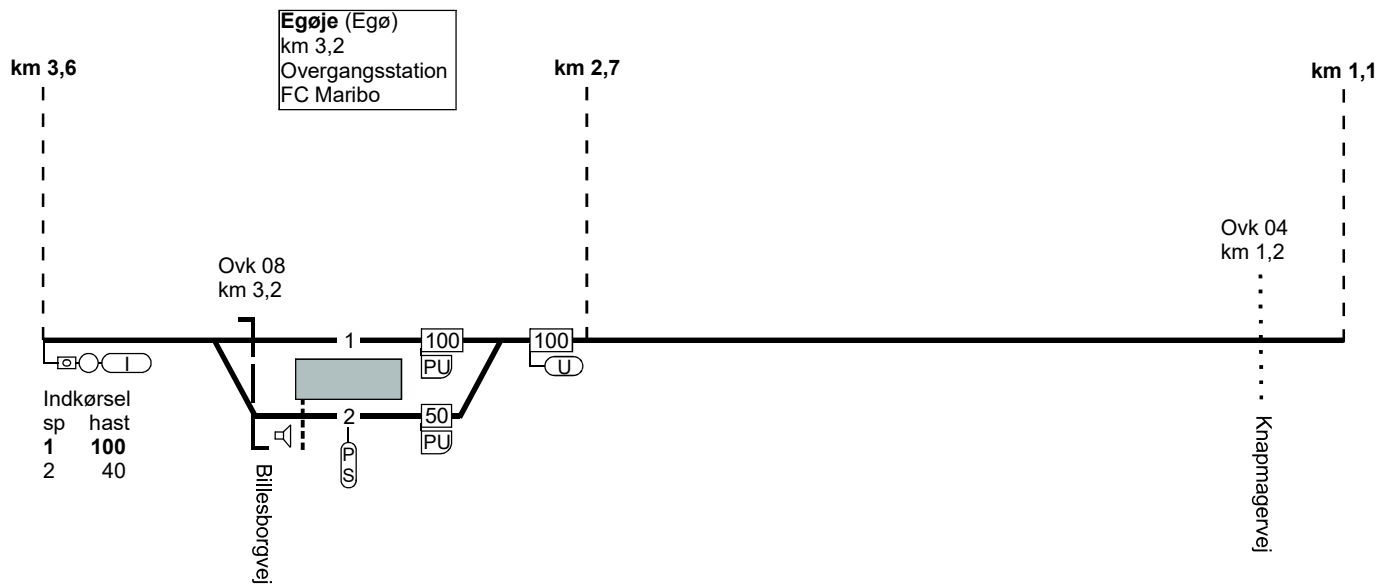 Egøje (Egø)
km 3,2
Overgangsstation
FC Maribo
km 3,6
km 2,7
km 1,1
Ovk 08
km 3,2
Ovk 04
km 1,2
1
100
100
I
PU
U
Indkørsel
sp hast
1 100
2 40
2
50
PU
P
S
Billesborgvej
Knapmagervej